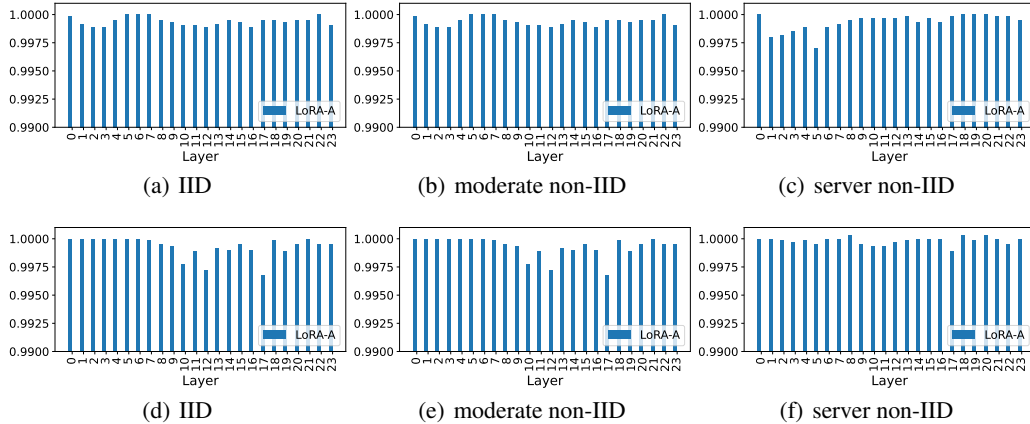 1.0000
0.9975
0.9950
0.9925
0.9900
LoRA-A
0 1 2 3 4 5 6 7 8 9 10 11 12 13 14 15 16 17 18 19 20 21 22 23
Layer
(a) IID
1.0000
0.9975
0.9950
0.9925
0.9900
LoRA-A
0 1 2 3 4 5 6 7 8 9 10 11 12 13 14 15 16 17 18 19 20 21 22 23
Layer
(b) moderate non-IID
1.0000
0.9975
0.9950
0.9925
0.9900
LoRA-A
0 1 2 3 4 5 6 7 8 9 10 11 12 13 14 15 16 17 18 19 20 21 22 23
Layer
(c) server non-IID
1.0000
0.9975
0.9950
0.9925
0.9900
LoRA-A
0 1 2 3 4 5 6 7 8 9 10 11 12 13 14 15 16 17 18 19 20 21 22 23
Layer
(d) IID
1.0000
0.9975
0.9950
0.9925
0.9900
LoRA-A
0 1 2 3 4 5 6 7 8 9 10 11 12 13 14 15 16 17 18 19 20 21 22 23
Layer
(e) moderate non-IID
1.0000
0.9975
0.9950
0.9925
0.9900
LoRA-A
0 1 2 3 4 5 6 7 8 9 10 11 12 13 14 15 16 17 18 19 20 21 22 23
Layer
(f) server non-IID